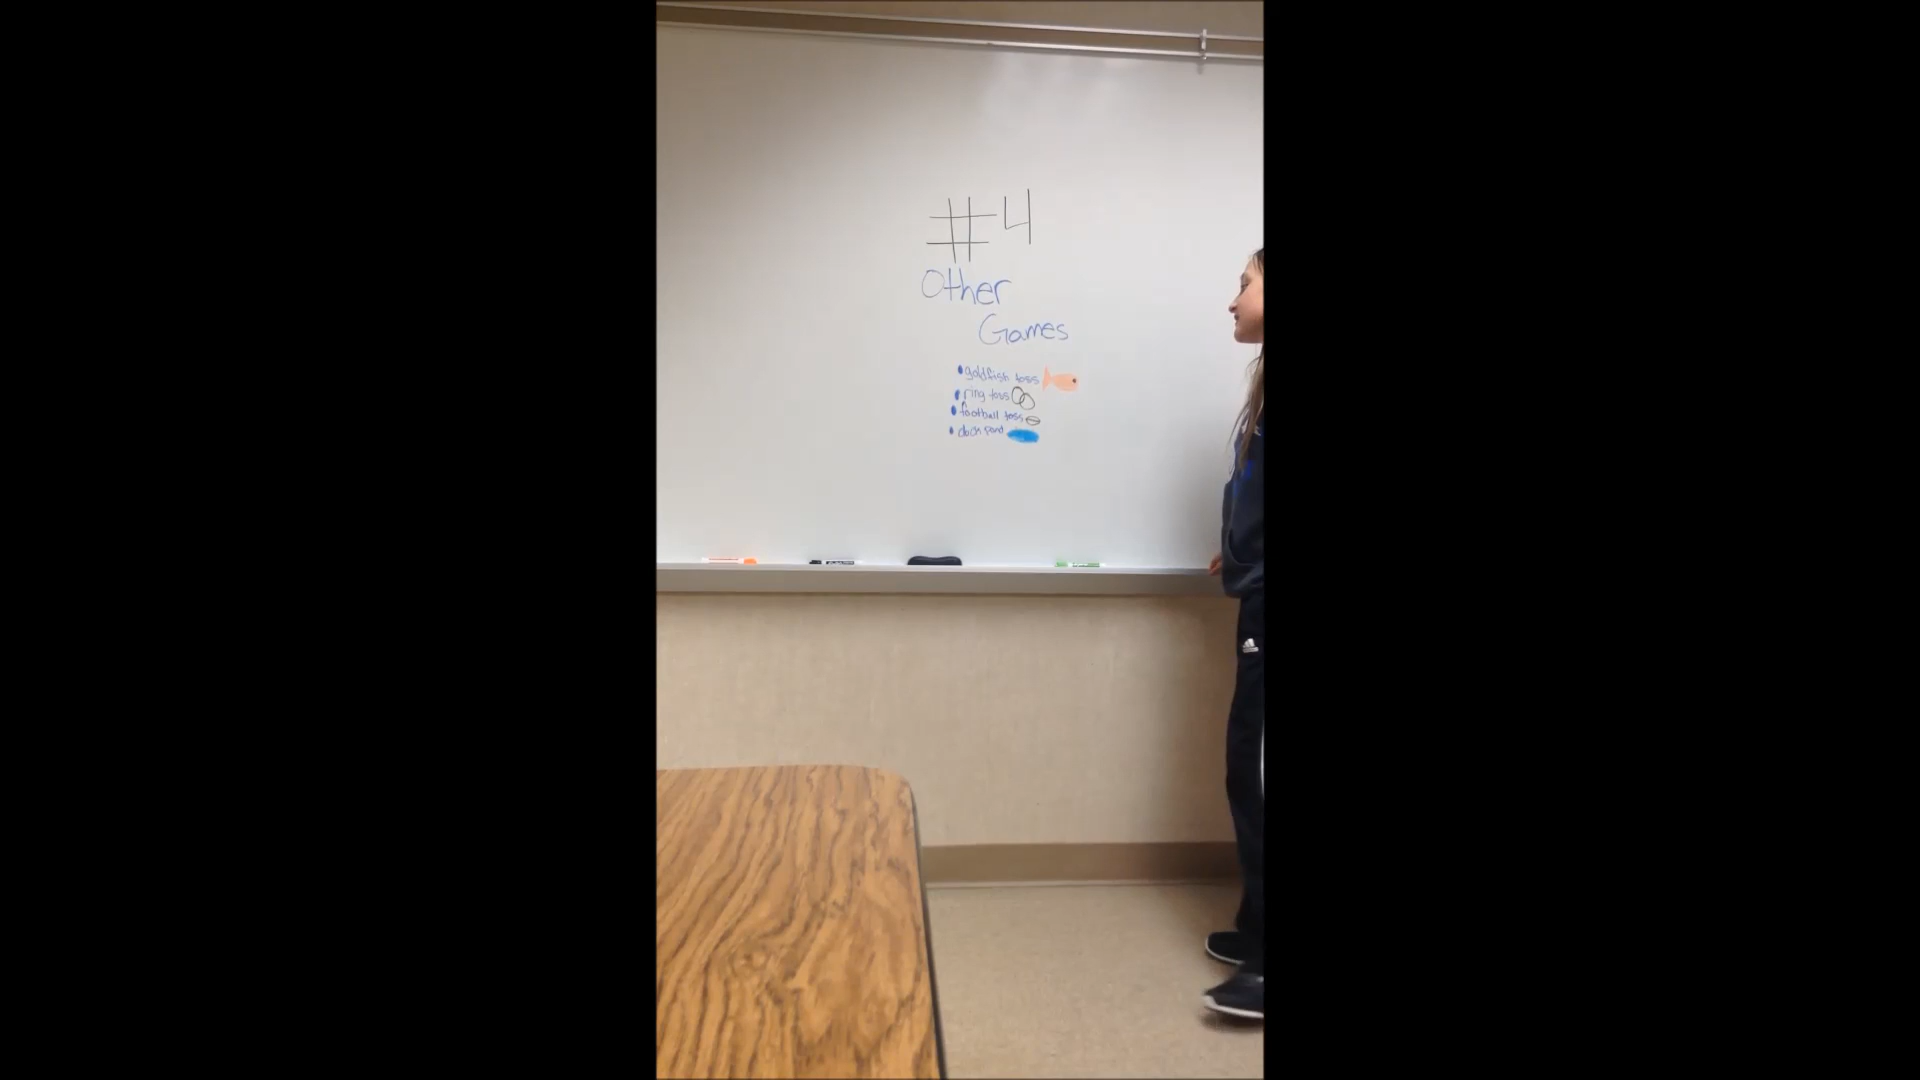 #4
Other
Games
• goldfish toss
• ring toss
• football toss
• duck pond